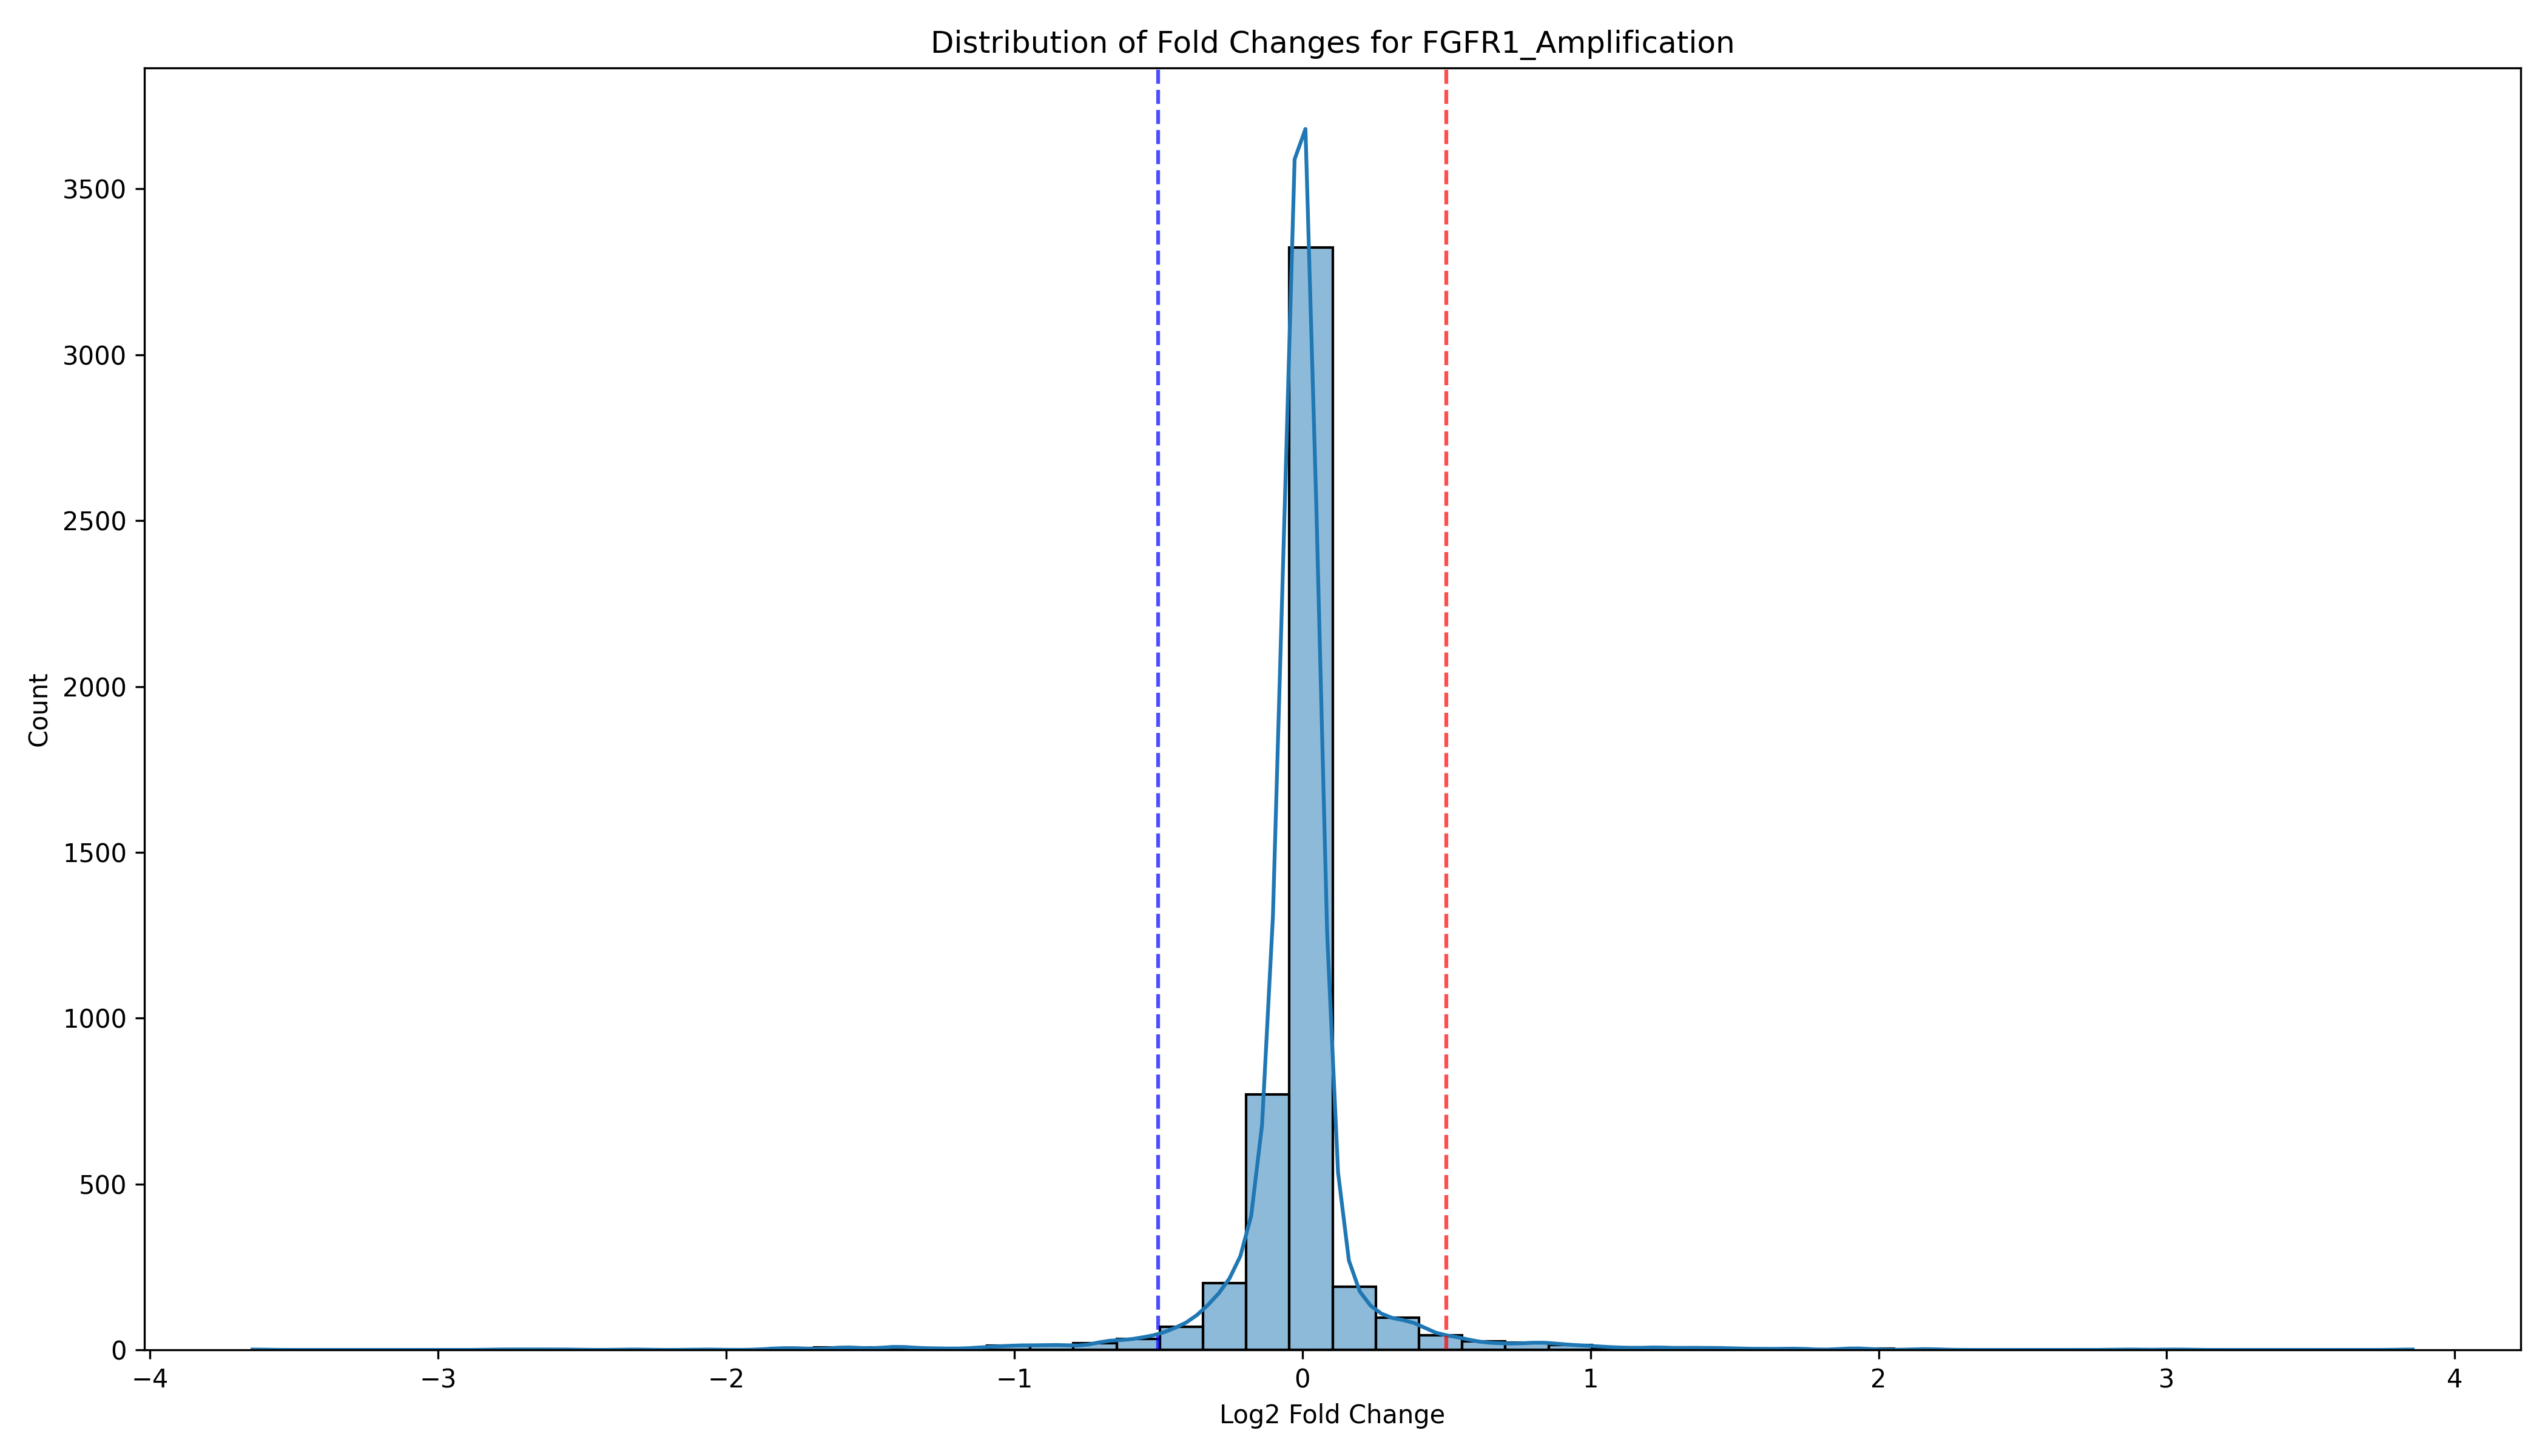 Distribution of Fold Changes for FGFR1_Amplification
3500
3000
2500
2000
1500
1000
500
0
Count
−4 −3 −2 −1 0 1 2 3 4
Log2 Fold Change